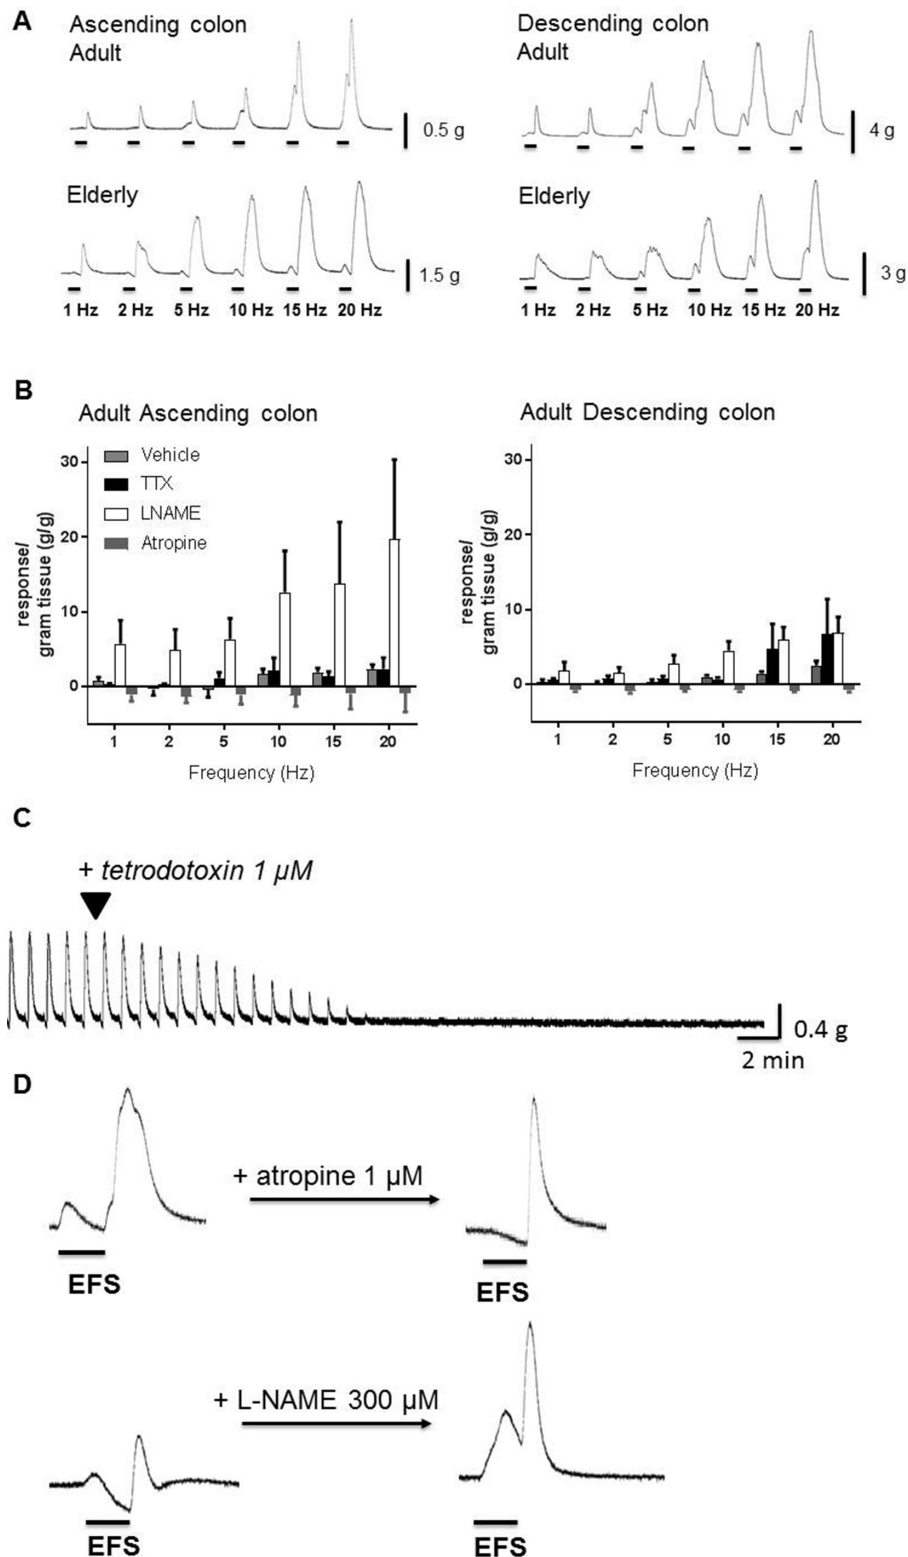 A
Ascending colon
Adult
0.5 g
Descending colon
Adult
4 g
Elderly
1.5 g
1 Hz 2 Hz 5 Hz 10 Hz 15 Hz 20 Hz
Elderly
3 g
1 Hz 2 Hz 5 Hz 10 Hz 15 Hz 20 Hz
B
Adult Ascending colon
Vehicle
TTX
LNAME
Atropine
response/
gram tissue (g/g)
30
20
10
0
1 2 5 10 15 20
Frequency (Hz)
Adult Descending colon
response/
gram tissue (g/g)
30
20
10
0
1 2 5 10 15 20
Frequency (Hz)
C
+ tetrodotoxin 1 µM
0.4 g
2 min
D
+ atropine 1 µM
EFS
EFS
+ L-NAME 300 µM
EFS
EFS